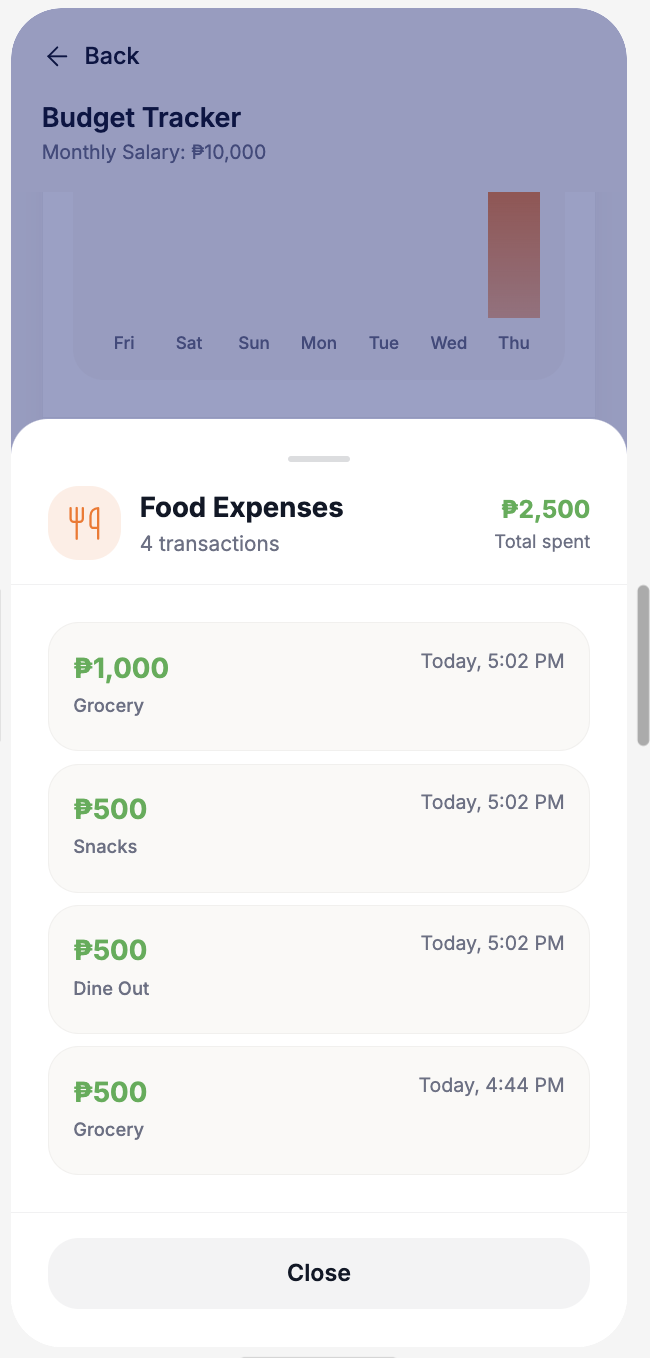 Back
Budget Tracker
Monthly Salary: ₱10,000
Fri Sat Sun Mon Tue Wed Thu
Food Expenses
₱2,500
4 transactions
Total spent
₱1,000
Today, 5:02 PM
Grocery
₱500
Today, 5:02 PM
Snacks
₱500
Today, 5:02 PM
Dine Out
₱500
Today, 4:44 PM
Grocery
Close